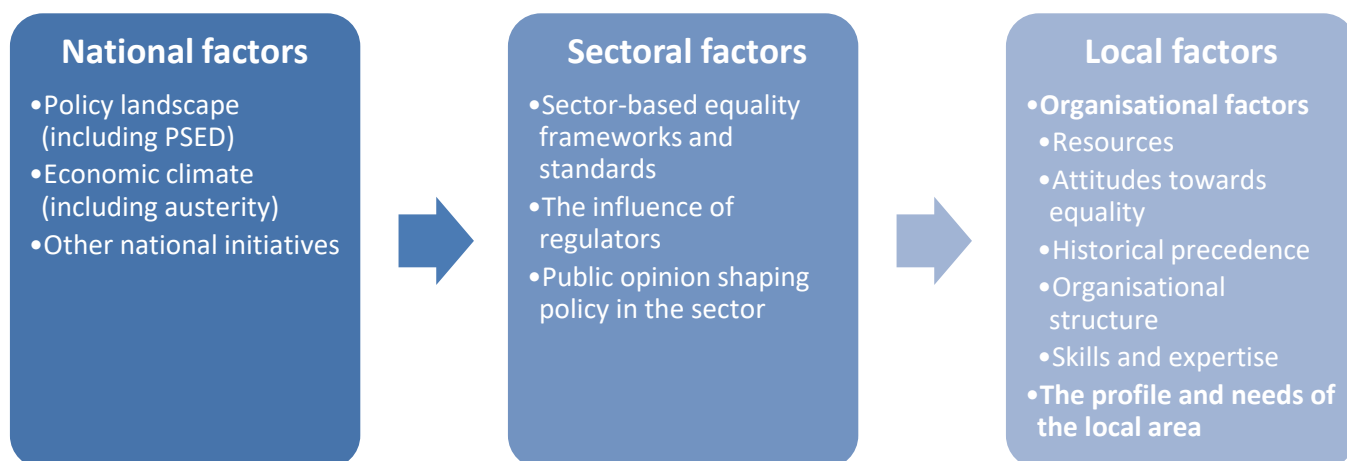 National factors
•Policy landscape
(including PSED)
•Economic climate
(including austerity)
•Other national initiatives
Sectoral factors
•Sector-based equality
frameworks and
standards
•The influence of
regulators
•Public opinion shaping
policy in the sector
Local factors
•Organisational factors
•Resources
•Attitudes towards
equality
•Historical precedence
•Organisational
structure
•Skills and expertise
•The profile and needs of
the local area